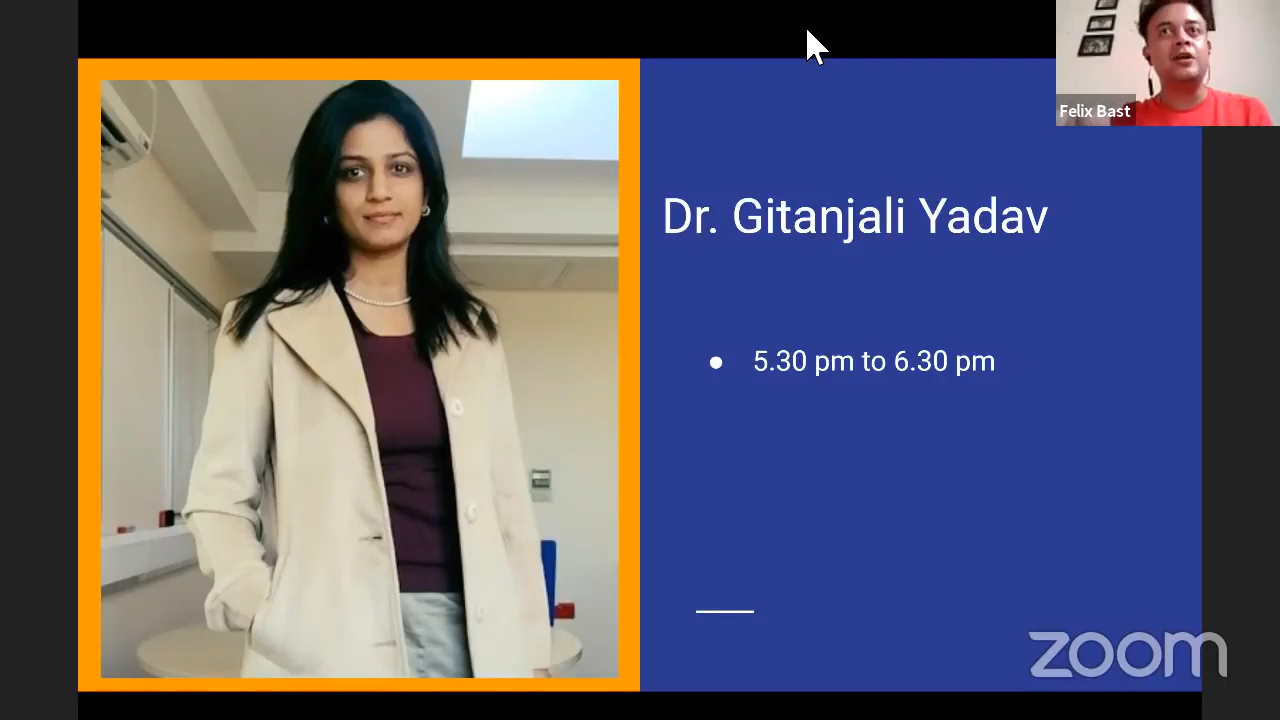 Felix Bast
Dr. Gitanjali Yadav
● 5.30 pm to 6.30 pm
zoom